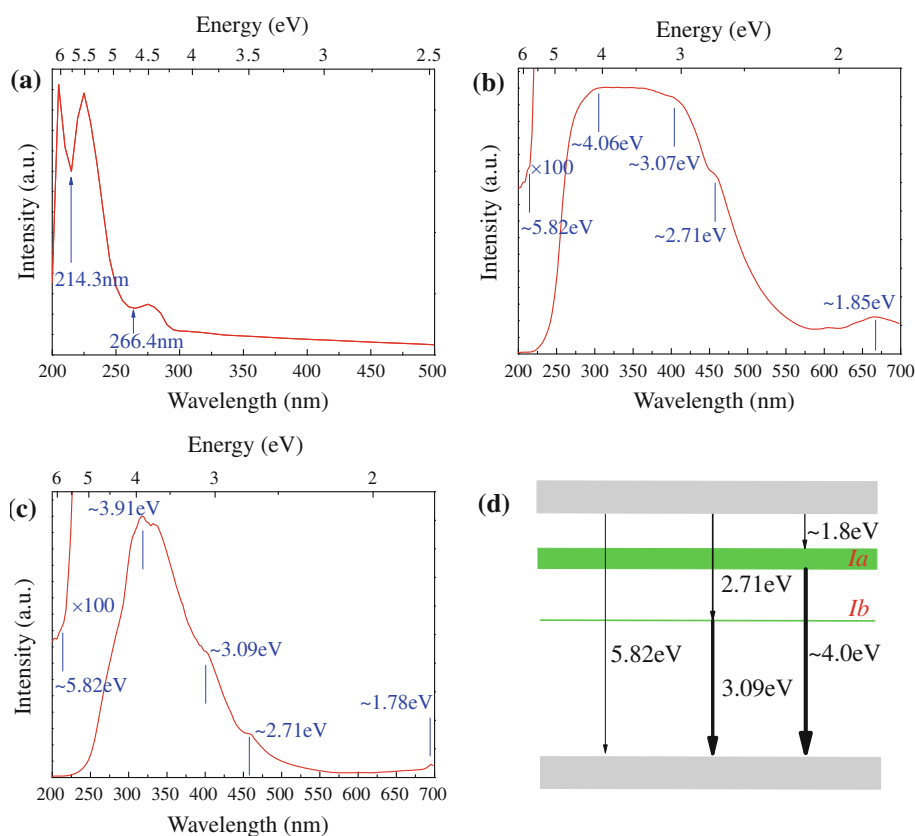 Energy (eV)
6 5.5 5 4.5 4 3.5 3 2.5
(a)
Intensity (a.u.)
214.3nm
266.4nm
200 250 300 350 400 450 500
Wavelength (nm)
Energy (eV)
6 5 4 3 2
(b)
Intensity (a.u.)
×100
~5.82eV
~4.06eV
~3.07eV
~2.71eV
~1.85eV
200 250 300 350 400 450 500 550 600 650 700
Wavelength (nm)
Energy (eV)
6 5 4 3 2
(c)
Intensity (a.u.)
~3.91eV
×100
~5.82eV
~3.09eV
~2.71eV
~1.78eV
200 250 300 350 400 450 500 550 600 650 700
Wavelength (nm)
(d)
~1.8eV
Ia
2.71eV
Ib
5.82eV
~4.0eV
3.09eV